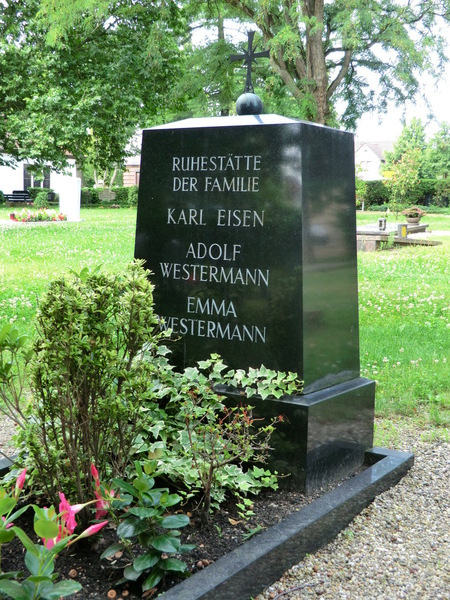 RUHESTÄTTE
DER FAMILIE
KARL EISEN
ADOLF
WESTERMANN
EMMA
WESTERMANN